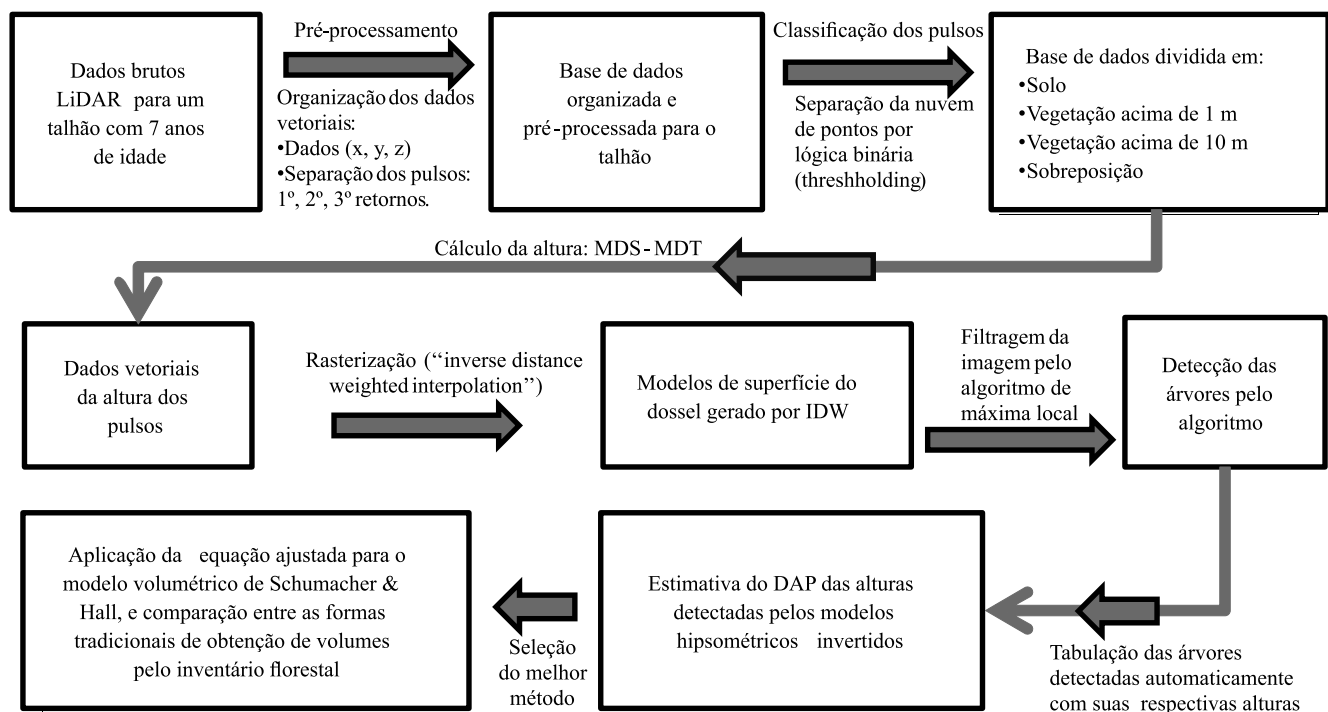 Dados brutos
LiDAR para um
talhão com 7 anos
de idade
Pré-processamento
Organização dos dados
vetoriais:
•Dados (x, y, z)
•Separação dos pulsos:
1º, 2º, 3º retornos.
Base de dados
organizada e
pré-processada para o
talhão
Classificação dos pulsos
Separação da nuvem
de pontos por
lógica binária
(threshholding)
Base de dados dividida em:
•Solo
•Vegetação acima de 1 m
•Vegetação acima de 10 m
•Sobreposição
Cálculo da altura: MDS-MDT
Dados vetoriais
da altura dos
pulsos
Rasterização (“inverse distance
weighted interpolation”)
Modelos de superfície do
dossel gerado por IDW
Filtragem da
imagem pelo
algoritmo de
máxima local
Detecção das
árvores pelo
algoritmo
Tabulação das árvores
detectadas automaticamente
com suas respectivas alturas
Estimativa do DAP das alturas
detectadas pelos modelos
hipsométricos invertidos
Seleção
do melhor
método
Aplicação da equação ajustada para o
modelo volumétrico de Schumacher &
Hall, e comparação entre as formas
tradicionais de obtenção de volumes
pelo inventário florestal